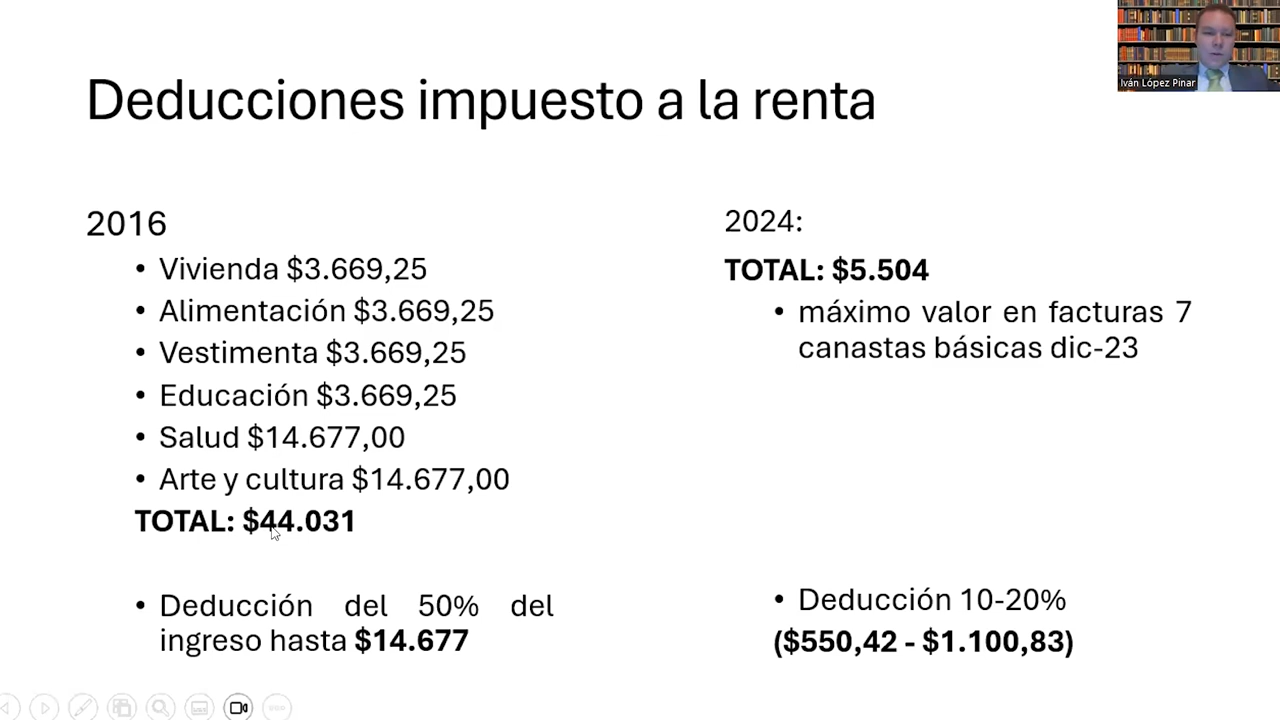 Iván López Pinar
Deducciones impuesto a la renta
2016
• Vivienda $3.669,25
• Alimentación $3.669,25
• Vestimenta $3.669,25
• Educación $3.669,25
• Salud $14.677,00
• Arte y cultura $14.677,00
TOTAL: $44.031
• Deducción del 50% del
ingreso hasta $14.677
2024:
TOTAL: $5.504
• máximo valor en facturas 7
canastas básicas dic-23
• Deducción 10-20%
($550,42 - $1.100,83)